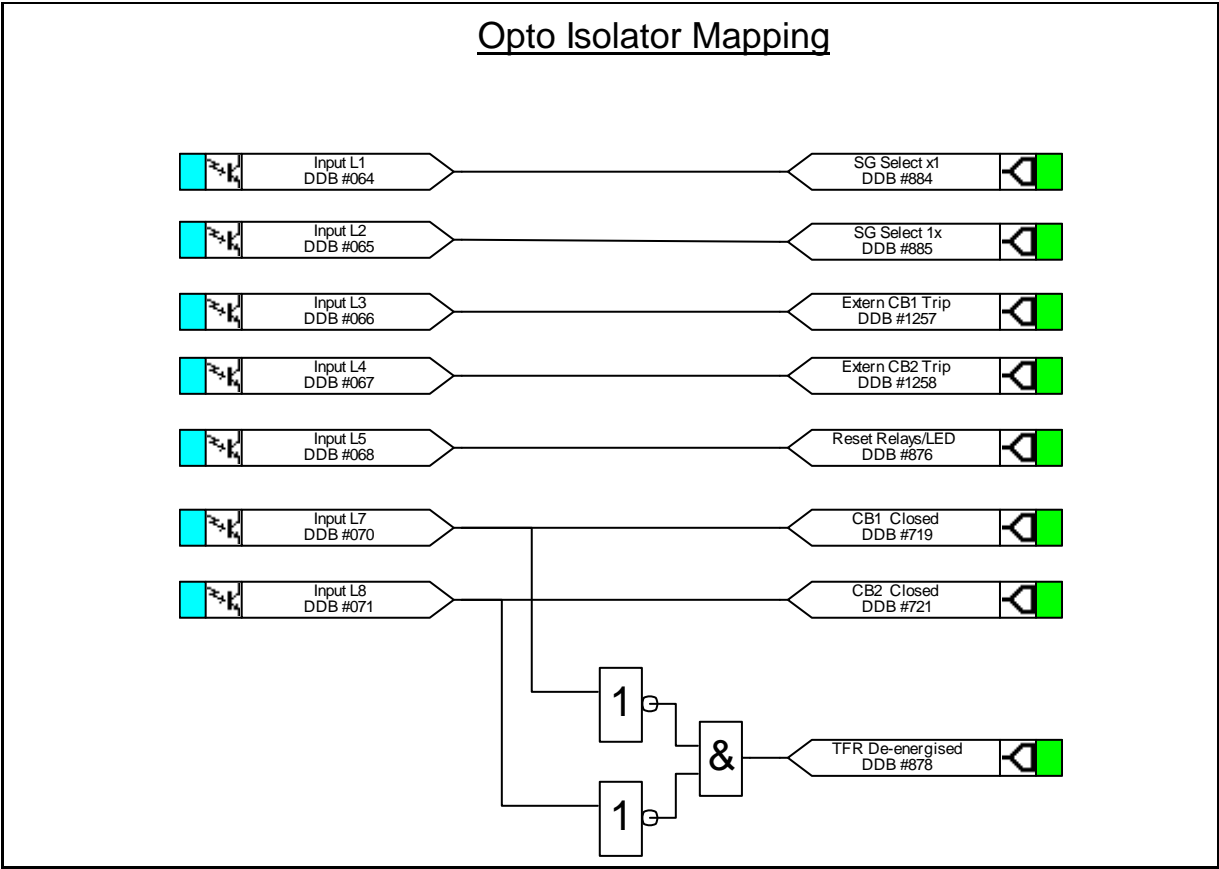 Opto Isolator Mapping
Input L1
DDB #064
SG Select x1
DDB #884
Input L2
DDB #065
SG Select 1x
DDB #885
Input L3
DDB #066
Extern CB1 Trip
DDB #1257
Input L4
DDB #067
Extern CB2 Trip
DDB #1258
Input L5
DDB #068
Reset Relays/LED
DDB #876
Input L7
DDB #070
CB1 Closed
DDB #719
Input L8
DDB #071
CB2 Closed
DDB #721
1
&
1
TFR De-energised
DDB #878